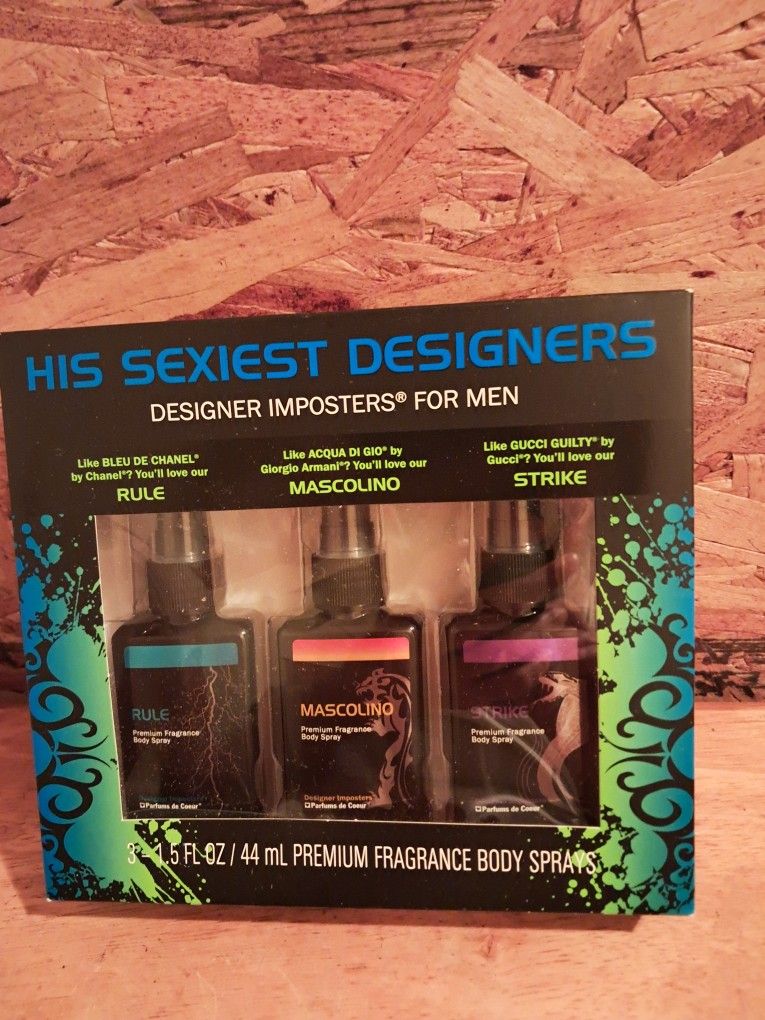 HIS SEXIEST DESIGNERS
DESIGNER IMPOSTERS® FOR MEN
Like BLEU DE CHANEL®
by Chanel®? You'll love our
RULE
Like ACQUA DI GIO® by
Giorgio Armani®? You'll love our
MASCOLINO
Like GUCCI GUILTY® by
Gucci®? You'll love our
STRIKE
RULE
Premium Fragrance
Body Spray
Designer Imposters
Parfums de Coeur
MASCOLINO
Premium Fragrance
Body Spray
Designer Imposters
Parfums de Coeur
STRIKE
Premium Fragrance
Body Spray
Parfums de Coeur
3 - 1.5 FL OZ / 44 mL PREMIUM FRAGRANCE BODY SPRAYS